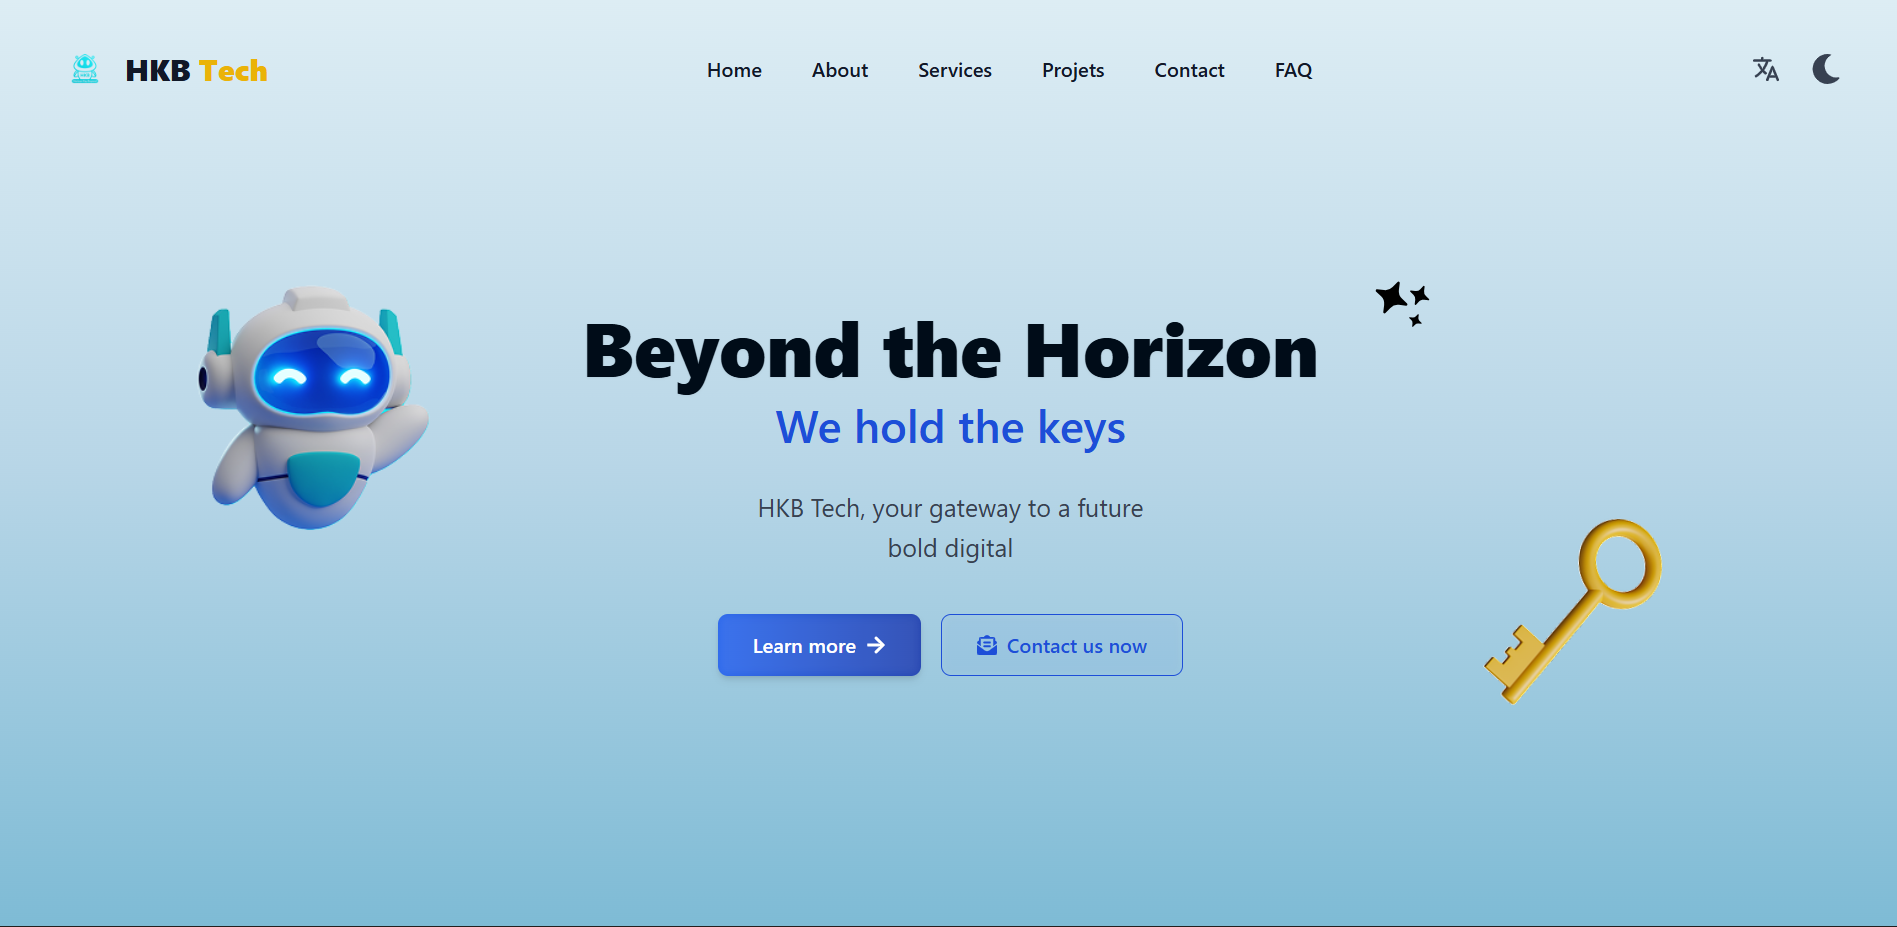 HKB Tech
Home
About
Services
Projets
Contact
FAQ
Beyond the Horizon
We hold the keys
HKB Tech, your gateway to a future
bold digital
Learn more
Contact us now